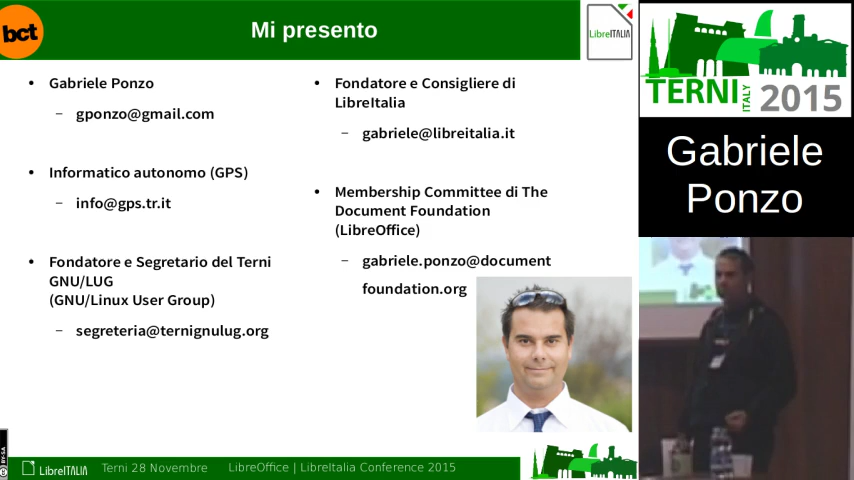 bct
Mi presento
LibreITALIA
• Gabriele Ponzo
– gponzo@gmail.com
• Informatico autonomo (GPS)
– info@gps.tr.it
• Fondatore e Segretario del Terni
GNU/LUG
(GNU/Linux User Group)
– segreteria@ternignulug.org
• Fondatore e Consigliere di
LibreItalia
– gabriele@libreitalia.it
• Membership Committee di The
Document Foundation
(LibreOffice)
– gabriele.ponzo@document
foundation.org
BY-SA
LibreITALIA
Terni 28 Novembre
LibreOffice | LibreItalia Conference 2015
TERNI
ITALY
2015
Gabriele
Ponzo